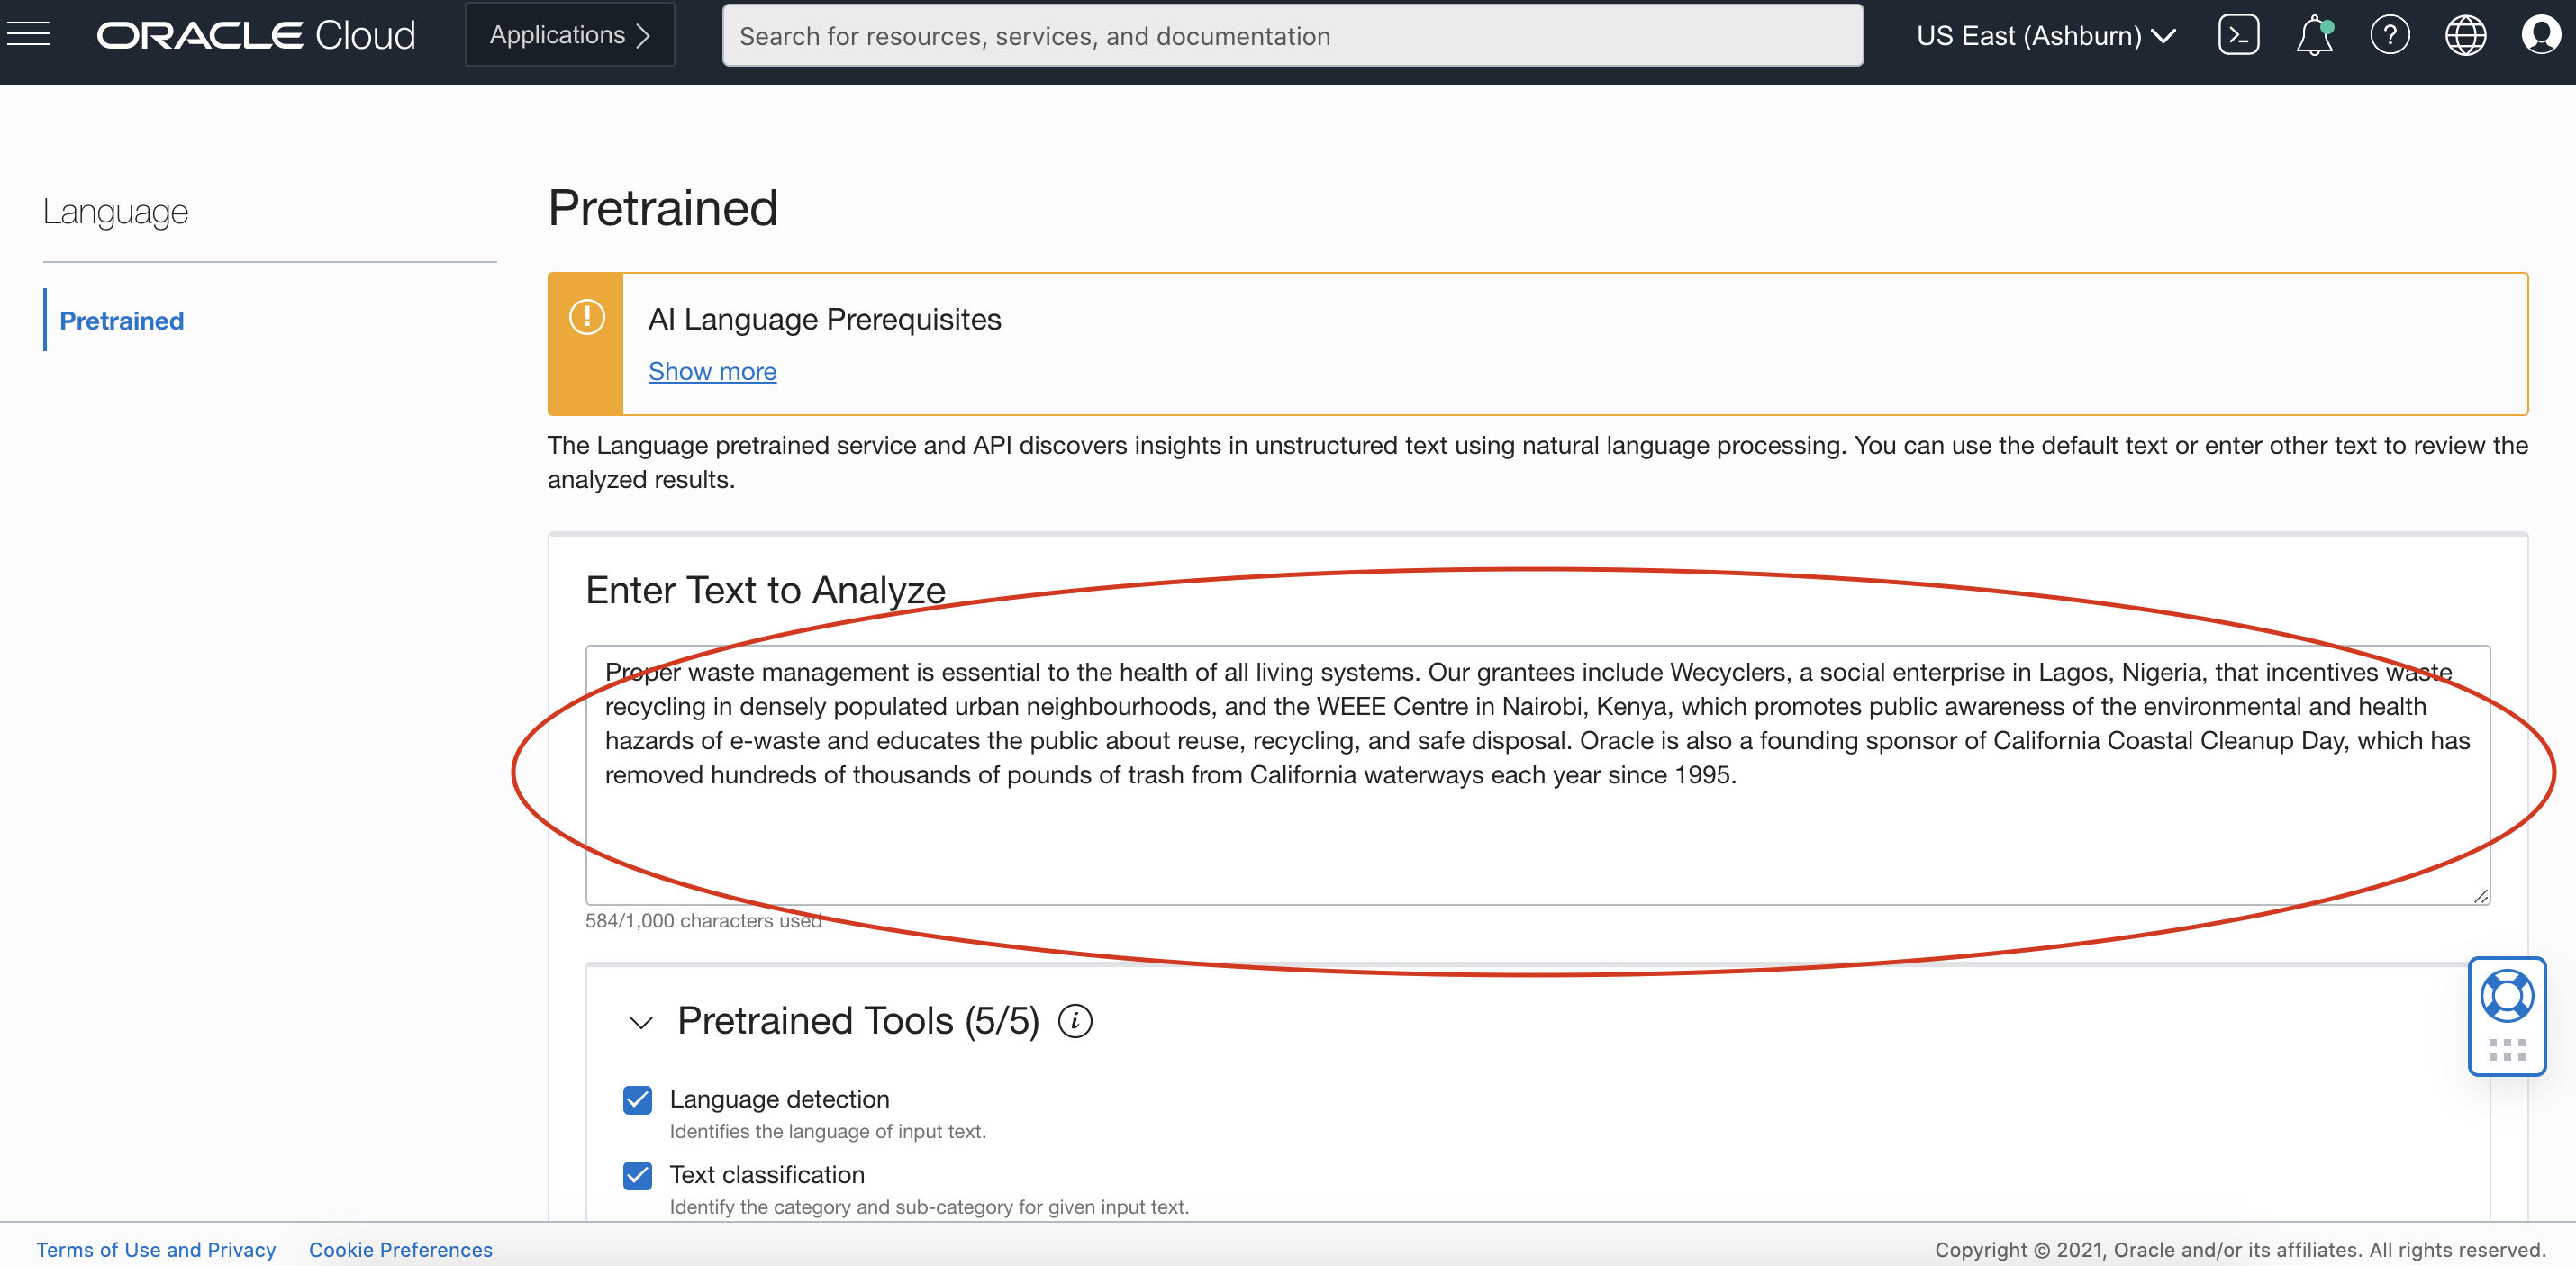 ORACLE Cloud
Applications
Search for resources, services, and documentation
US East (Ashburn)
Language
Pretrained
Pretrained
AI Language Prerequisites
Show more
The Language pretrained service and API discovers insights in unstructured text using natural language processing. You can use the default text or enter other text to review the
analyzed results.
Enter Text to Analyze
Proper waste management is essential to the health of all living systems. Our grantees include Wecyclers, a social enterprise in Lagos, Nigeria, that incentives waste
recycling in densely populated urban neighbourhoods, and the WEEE Centre in Nairobi, Kenya, which promotes public awareness of the environmental and health
hazards of e-waste and educates the public about reuse, recycling, and safe disposal. Oracle is also a founding sponsor of California Coastal Cleanup Day, which has
removed hundreds of thousands of pounds of trash from California waterways each year since 1995.
584/1,000 characters used
Pretrained Tools (5/5)
Language detection
Identifies the language of input text.
Text classification
Identify the category and sub-category for given input text.
Terms of Use and Privacy
Cookie Preferences
Copyright © 2021, Oracle and/or its affiliates. All rights reserved.